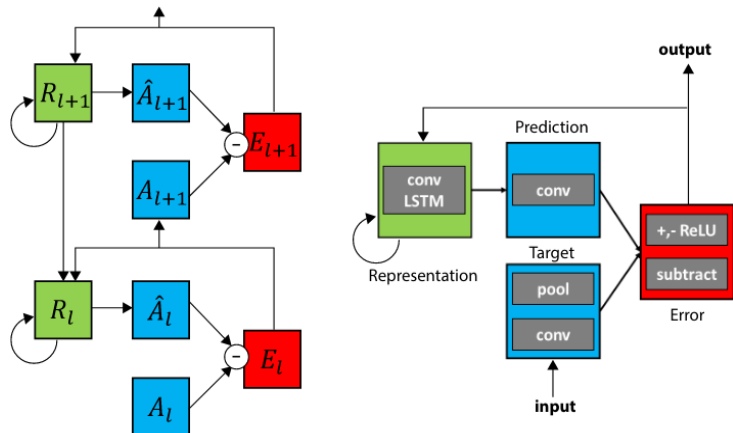 R_{l+1}
Â_{l+1}
-
E_{l+1}
A_{l+1}
R_l
Â_l
-
E_l
A_l
output
Prediction
conv
LSTM
conv
+,- ReLU
subtract
Representation
Target
pool
conv
Error
input